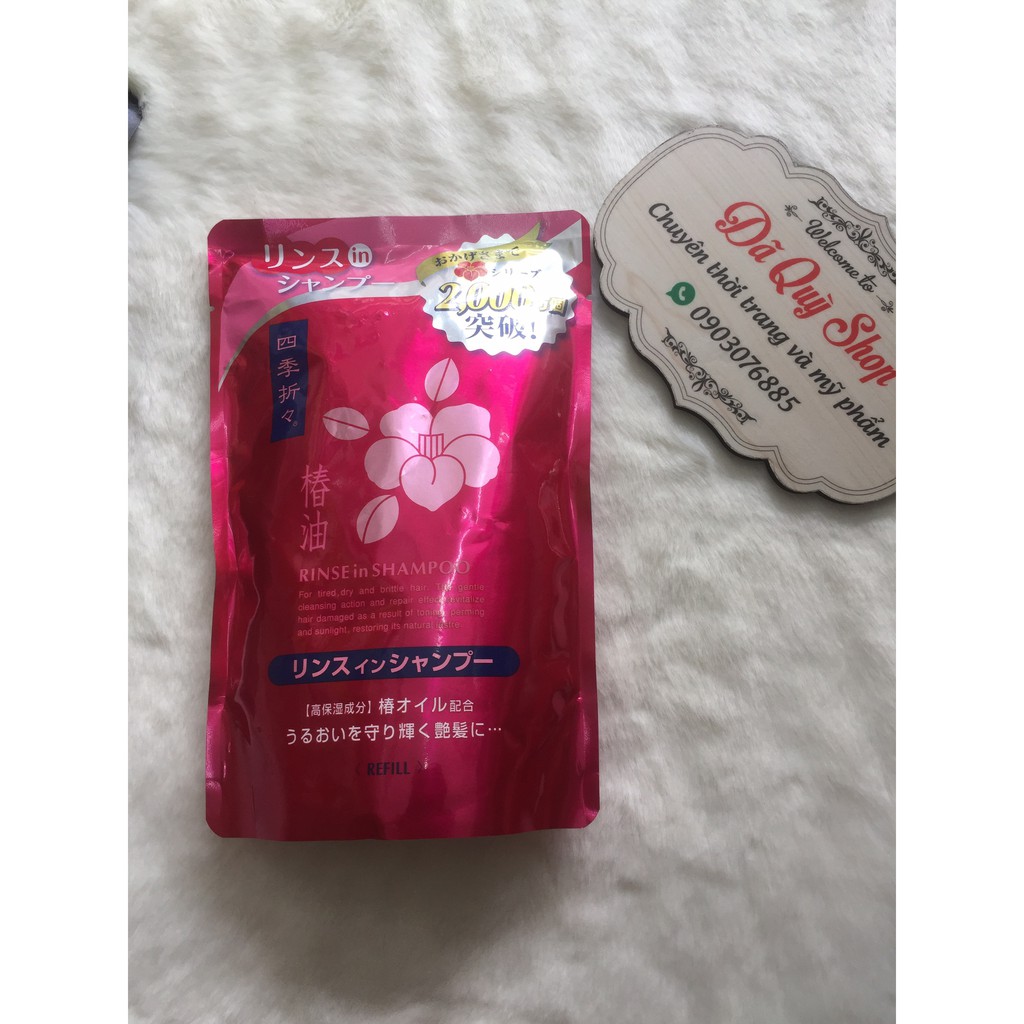 リンスin
シャンプー
おかげさまで
シリーズ
2,000万個
突破!
四季折々。
椿油
RINSE in SHAMPOO
For tired, dry and brittle hair. The gentle
cleansing action and repair effect revitalize
hair damaged as a result of toning, perming
and sunlight, restoring its natural
リンスインシャンプー
【高保湿成分】椿オイル配合
うるおいを守り輝く艶髪に…
REFILL
Welcome to
Dã Quỳ Shop
Chuyên thời trang và mỹ phẩm
0903076885